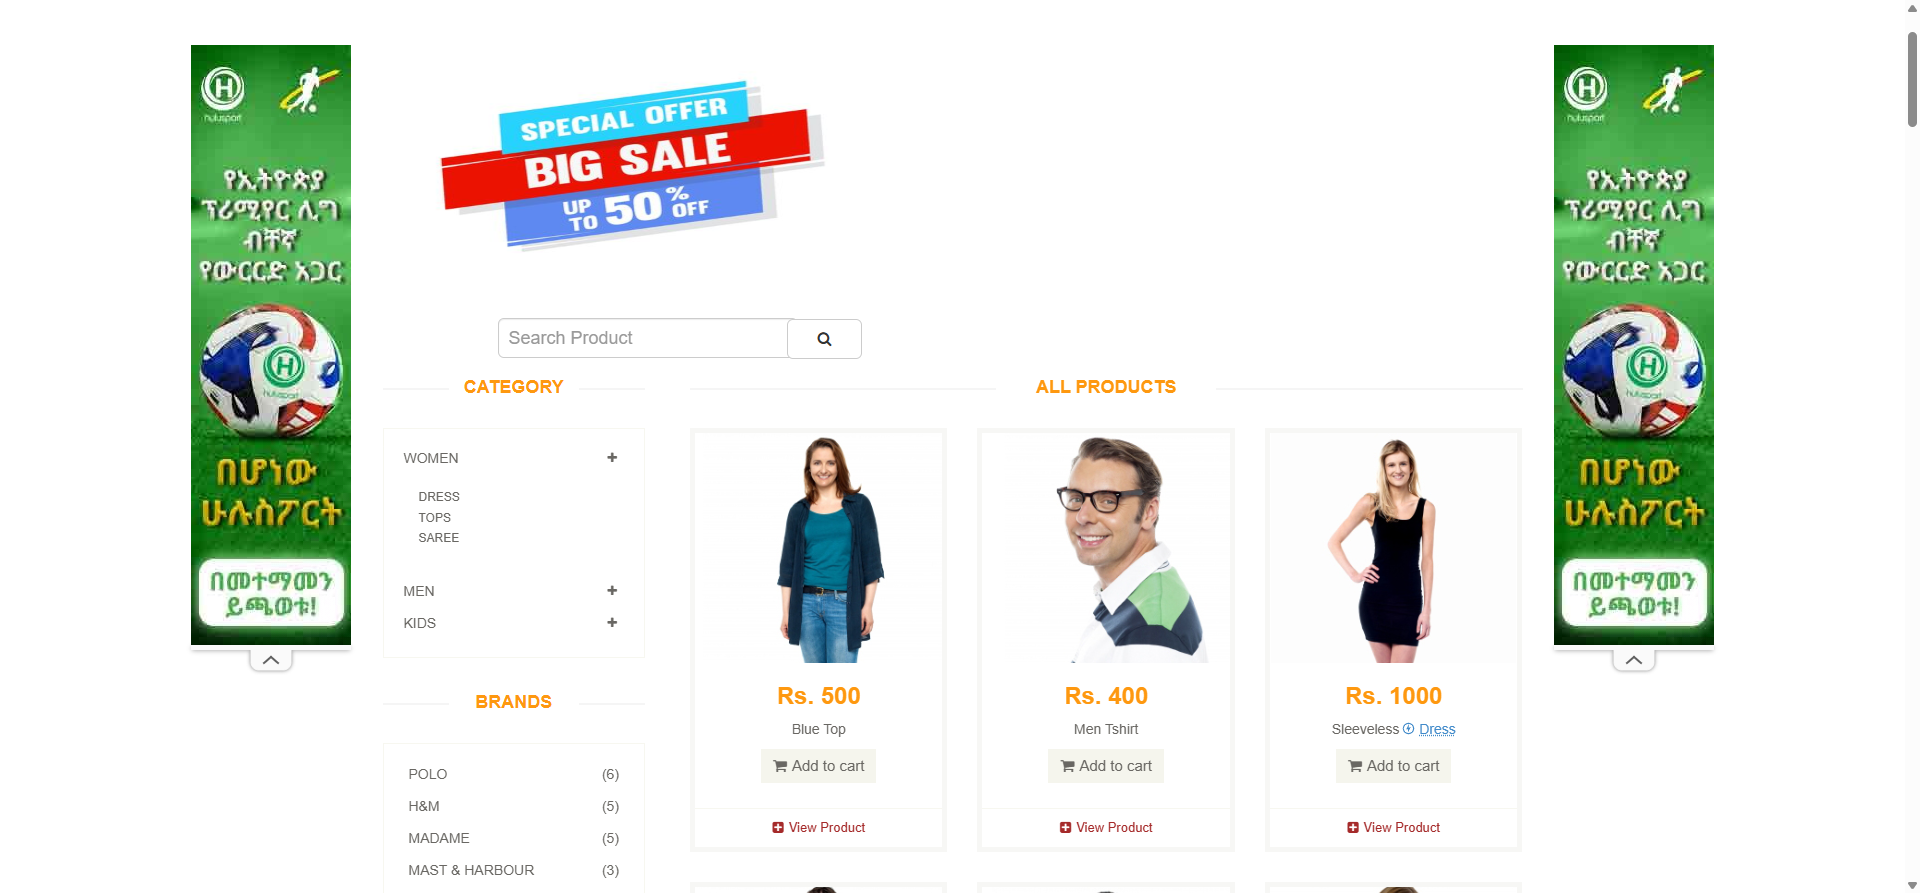 H
hulusport
የኢትዮጵያ
ፕሪሚየር ሊግ
ብቸኛ
የውርርድ አጋር
H
hulusport
በሆነው
ሁሉስፖርት
በመተማመን
ይጫወቱ!
SPECIAL OFFER
BIG SALE
UP TO 50% OFF
Search Product
CATEGORY
WOMEN
DRESS
TOPS
SAREE
MEN
KIDS
BRANDS
POLO (6)
H&M (5)
MADAME (5)
MAST & HARBOUR (3)
ALL PRODUCTS
Rs. 500
Blue Top
Add to cart
View Product
Rs. 400
Men Tshirt
Add to cart
View Product
Rs. 1000
Sleeveless Dress
Add to cart
View Product
H
hulusport
የኢትዮጵያ
ፕሪሚየር ሊግ
ብቸኛ
የውርርድ አጋር
H
hulusport
በሆነው
ሁሉስፖርት
በመተማመን
ይጫወቱ!